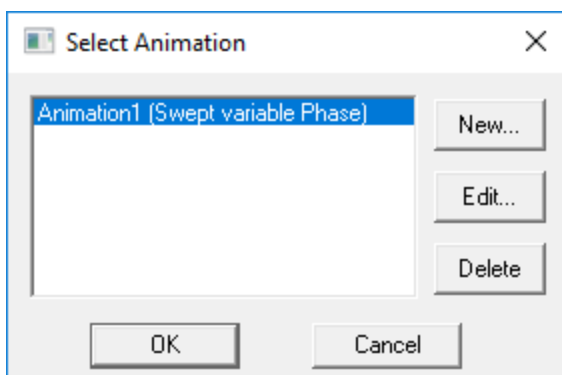 Select Animation
Animation1 (Swept variable Phase)
New...
Edit...
Delete
OK
Cancel